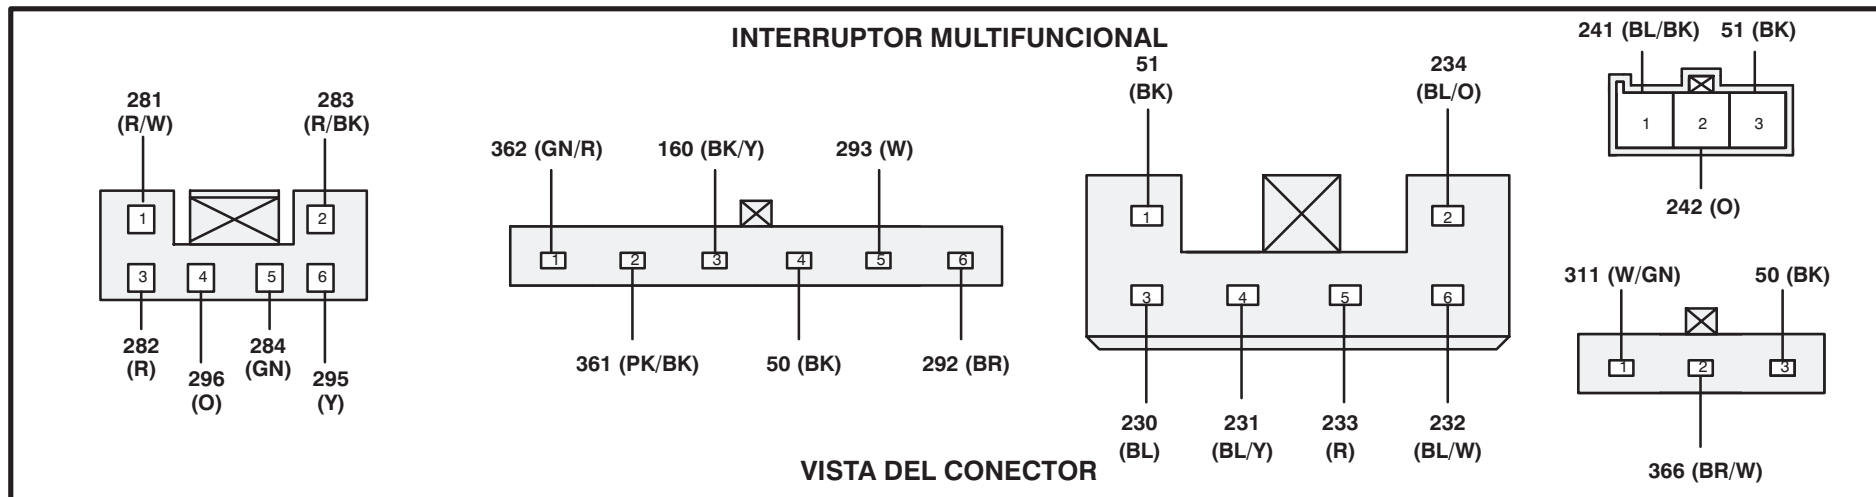 INTERRUPTOR MULTIFUNCIONAL
281
(R/W)
283
(R/BK)
1
2
3
4
5
6
282
(R)
296
(O)
284
(GN)
295
(Y)
362 (GN/R)
160 (BK/Y)
293 (W)
1
2
3
4
5
6
361 (PK/BK)
50 (BK)
292 (BR)
51
(BK)
234
(BL/O)
1
2
3
4
5
6
230
(BL)
231
(BL/Y)
233
(R)
232
(BL/W)
241 (BL/BK)
51 (BK)
1
2
3
242 (O)
311 (W/GN)
50 (BK)
1
2
3
366 (BR/W)
VISTA DEL CONECTOR